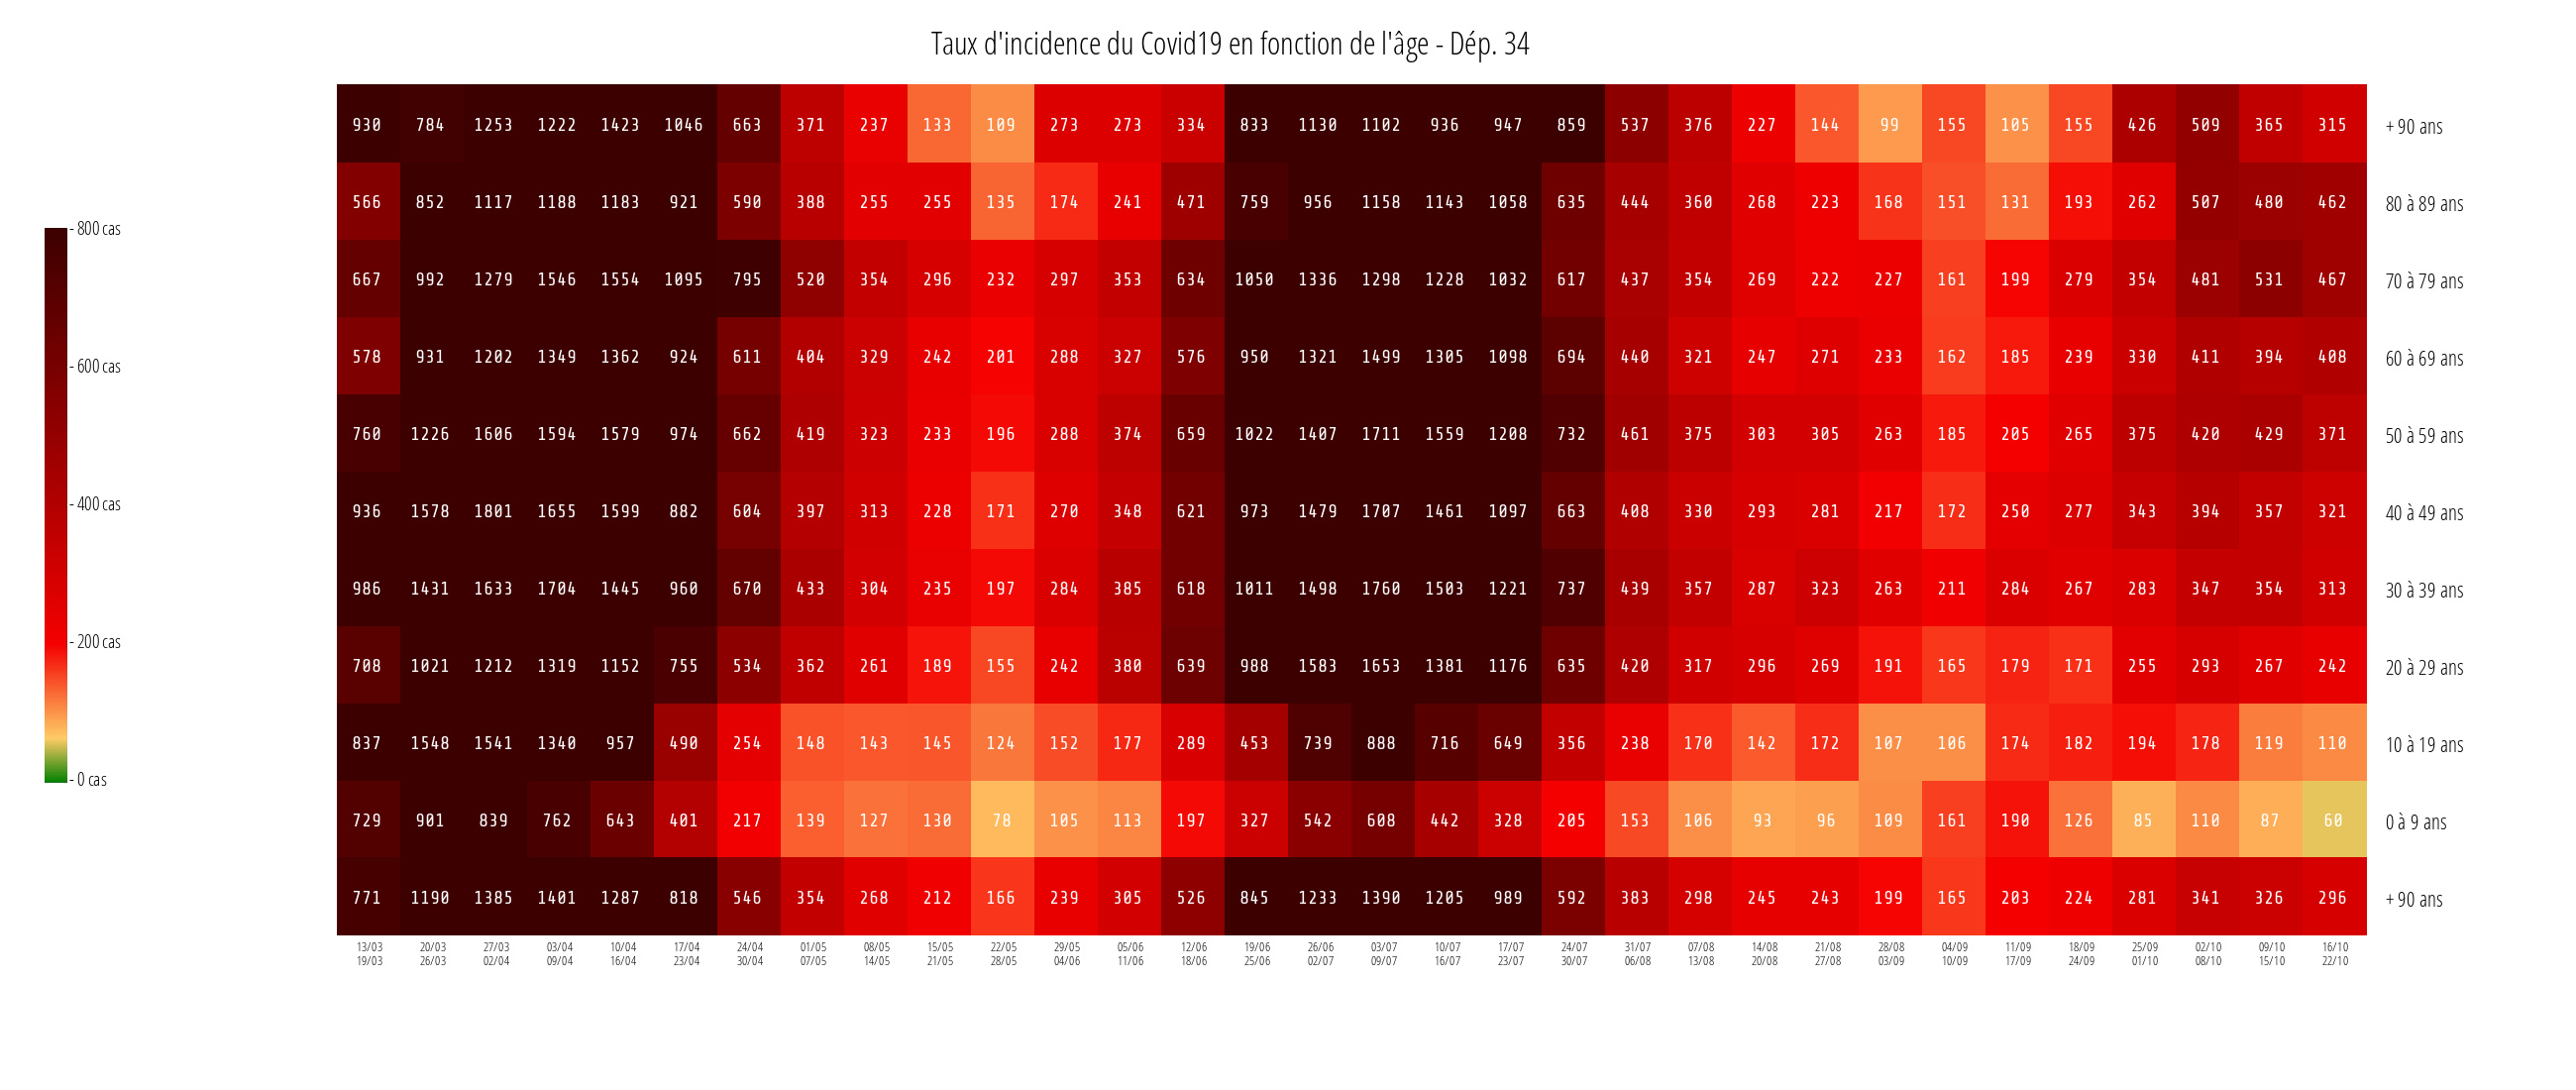 Taux d'incidence du Covid19 en fonction de l'âge - Dép. 34
930 784 1253 1222 1423 1046 663 371 237 133 109 273 273 334 833 1130 1102 936 947 859 537 376 227 144 99 155 105 155 426 509 365 315 + 90 ans
566 852 1117 1188 1183 921 590 388 255 255 135 174 241 471 759 956 1158 1143 1058 635 444 360 268 223 168 151 131 193 262 507 480 462 80 à 89 ans
- 800 cas
667 992 1279 1546 1554 1095 795 520 354 296 232 297 353 634 1050 1336 1298 1228 1032 617 437 354 269 222 227 161 199 279 354 481 531 467 70 à 79 ans
578 931 1202 1349 1362 924 611 404 329 242 201 288 327 576 950 1321 1499 1305 1098 694 440 321 247 271 233 162 185 239 330 411 394 408 60 à 69 ans
- 600 cas
760 1226 1606 1594 1579 974 662 419 323 233 196 288 374 659 1022 1407 1711 1559 1208 732 461 375 303 305 263 185 205 265 375 420 429 371 50 à 59 ans
- 400 cas
936 1578 1801 1655 1599 882 604 397 313 228 171 270 348 621 973 1479 1707 1461 1097 663 408 330 293 281 217 172 250 277 343 394 357 321 40 à 49 ans
986 1431 1633 1704 1445 960 670 433 304 235 197 284 385 618 1011 1498 1760 1503 1221 737 439 357 287 323 263 211 284 267 283 347 354 313 30 à 39 ans
- 200 cas
708 1021 1212 1319 1152 755 534 362 261 189 155 242 380 639 988 1583 1653 1381 1176 635 420 317 296 269 191 165 179 171 255 293 267 242 20 à 29 ans
837 1548 1541 1340 957 490 254 148 143 145 124 152 177 289 453 739 888 716 649 356 238 170 142 172 107 106 174 182 194 178 119 110 10 à 19 ans
- 0 cas
729 901 839 762 643 401 217 139 127 130 78 105 113 197 327 542 608 442 328 205 153 106 93 96 109 161 190 126 85 110 87 60 0 à 9 ans
771 1190 1385 1401 1287 818 546 354 268 212 166 239 305 526 845 1233 1390 1205 989 592 383 298 245 243 199 165 203 224 281 341 326 296 + 90 ans
13/03 20/03 27/03 03/04 10/04 17/04 24/04 01/05 08/05 15/05 22/05 29/05 05/06 12/06 19/06 26/06 03/07 10/07 17/07 24/07 31/07 07/08 14/08 21/08 28/08 04/09 11/09 18/09 25/09 02/10 09/10 16/10
19/03 26/03 02/04 09/04 16/04 23/04 30/04 07/05 14/05 21/05 28/05 04/06 11/06 18/06 25/06 02/07 09/07 16/07 23/07 30/07 06/08 13/08 20/08 27/08 03/09 10/09 17/09 24/09 01/10 08/10 15/10 22/10